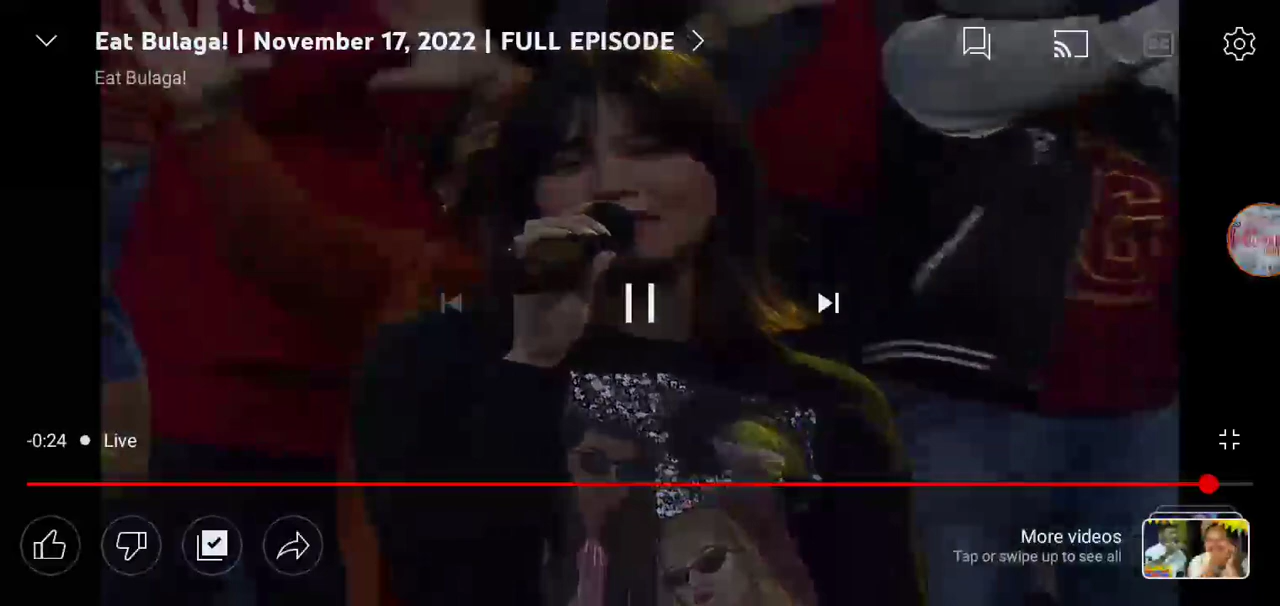 Eat Bulaga! | November 17, 2022 | FULL EPISODE
Eat Bulaga!
-0:24 • Live
More videos
Tap or swipe up to see all